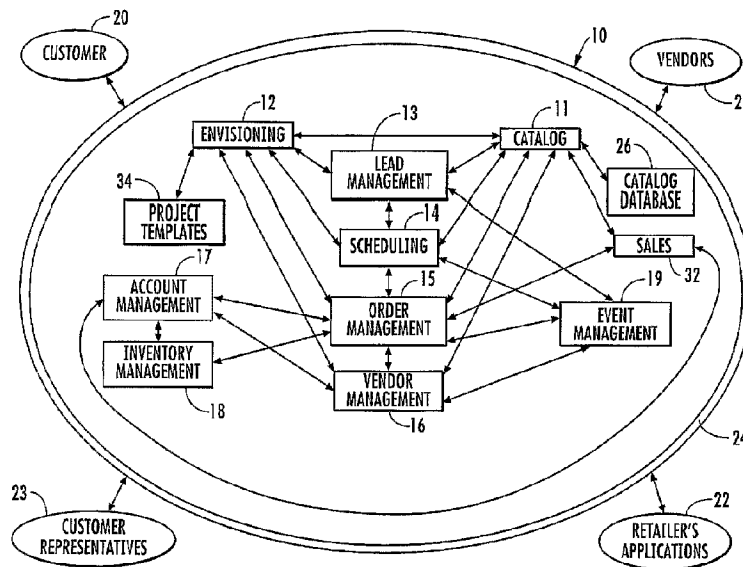 20
CUSTOMER
10
VENDORS
2
12
ENVISIONING
13
LEAD
MANAGEMENT
11
CATALOG
26
CATALOG
DATABASE
34
PROJECT
TEMPLATES
14
SCHEDULING
SALES
32
17
ACCOUNT
MANAGEMENT
15
ORDER
MANAGEMENT
19
EVENT
MANAGEMENT
INVENTORY
MANAGEMENT
18
VENDOR
MANAGEMENT
16
24
23
CUSTOMER
REPRESENTATIVES
22
RETAILER'S
APPLICATIONS